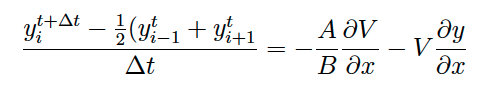 $$\frac{y_i^{t+\Delta t} - \frac{1}{2}(y_{i-1}^t + y_{i+1}^t}{\Delta t} = -\frac{A}{B}\frac{\partial V}{\partial x} - V\frac{\partial y}{\partial x}$$